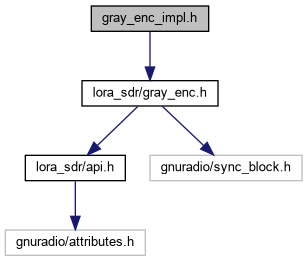 gray_enc_impl.h
lora_sdr/gray_enc.h
lora_sdr/api.h
gnuradio/sync_block.h
gnuradio/attributes.h